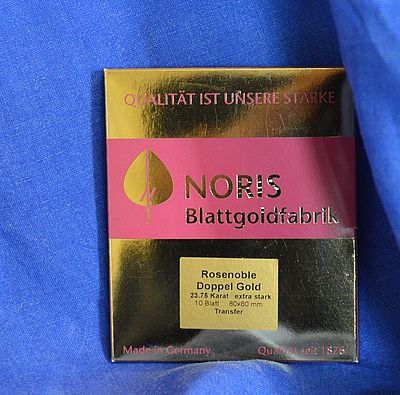 QUALITÄT IST UNSERE STÄRKE
NORIS
Blattgoldfabrik
Rosenoble
Doppel Gold
23,75 Karat extra stark
10 Blatt 80x80 mm
Transfer
Made in Germany
Qualität seit 1876